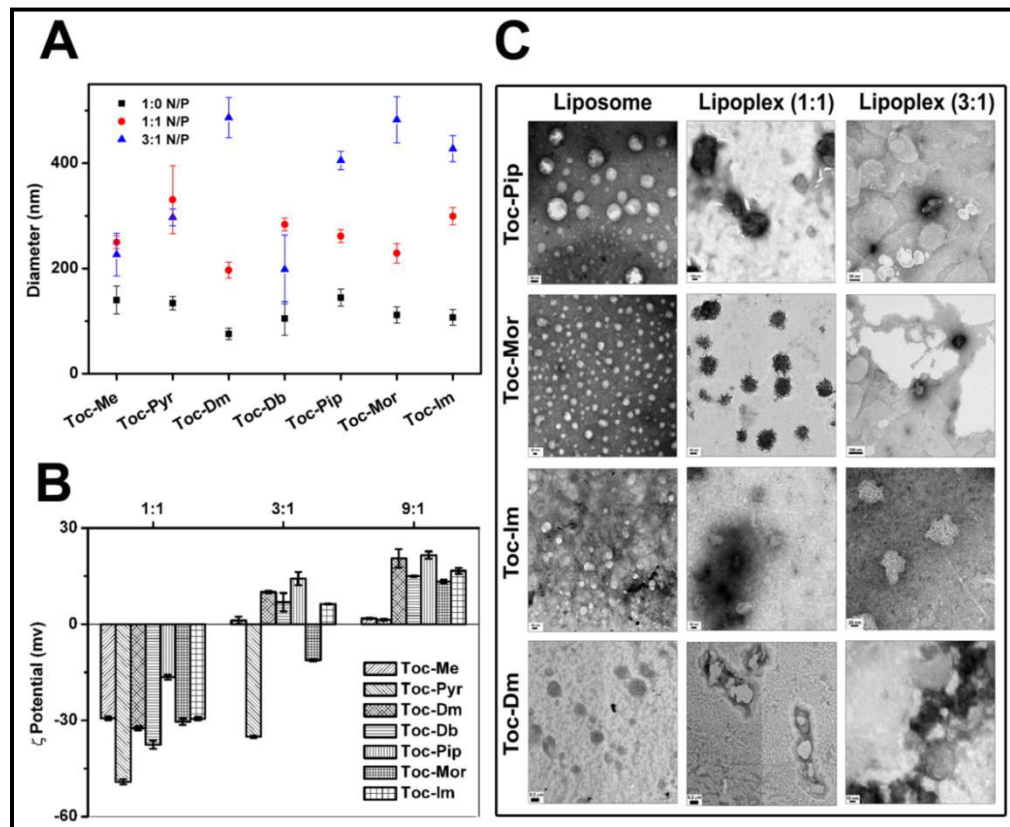 A
1:0 N/P
1:1 N/P
3:1 N/P
400
200
0
Diameter (nm)
Toc-Me
Toc-Pyr
Toc-Dm
Toc-Db
Toc-Pip
Toc-Mor
Toc-Im
B
1:1
3:1
9:1
30
0
-30
-60
ζ Potential (mv)
Toc-Me
Toc-Pyr
Toc-Dm
Toc-Db
Toc-Pip
Toc-Mor
Toc-Im
C
Liposome
Lipoplex (1:1)
Lipoplex (3:1)
Toc-Pip
Toc-Mor
Toc-Im
Toc-Dm